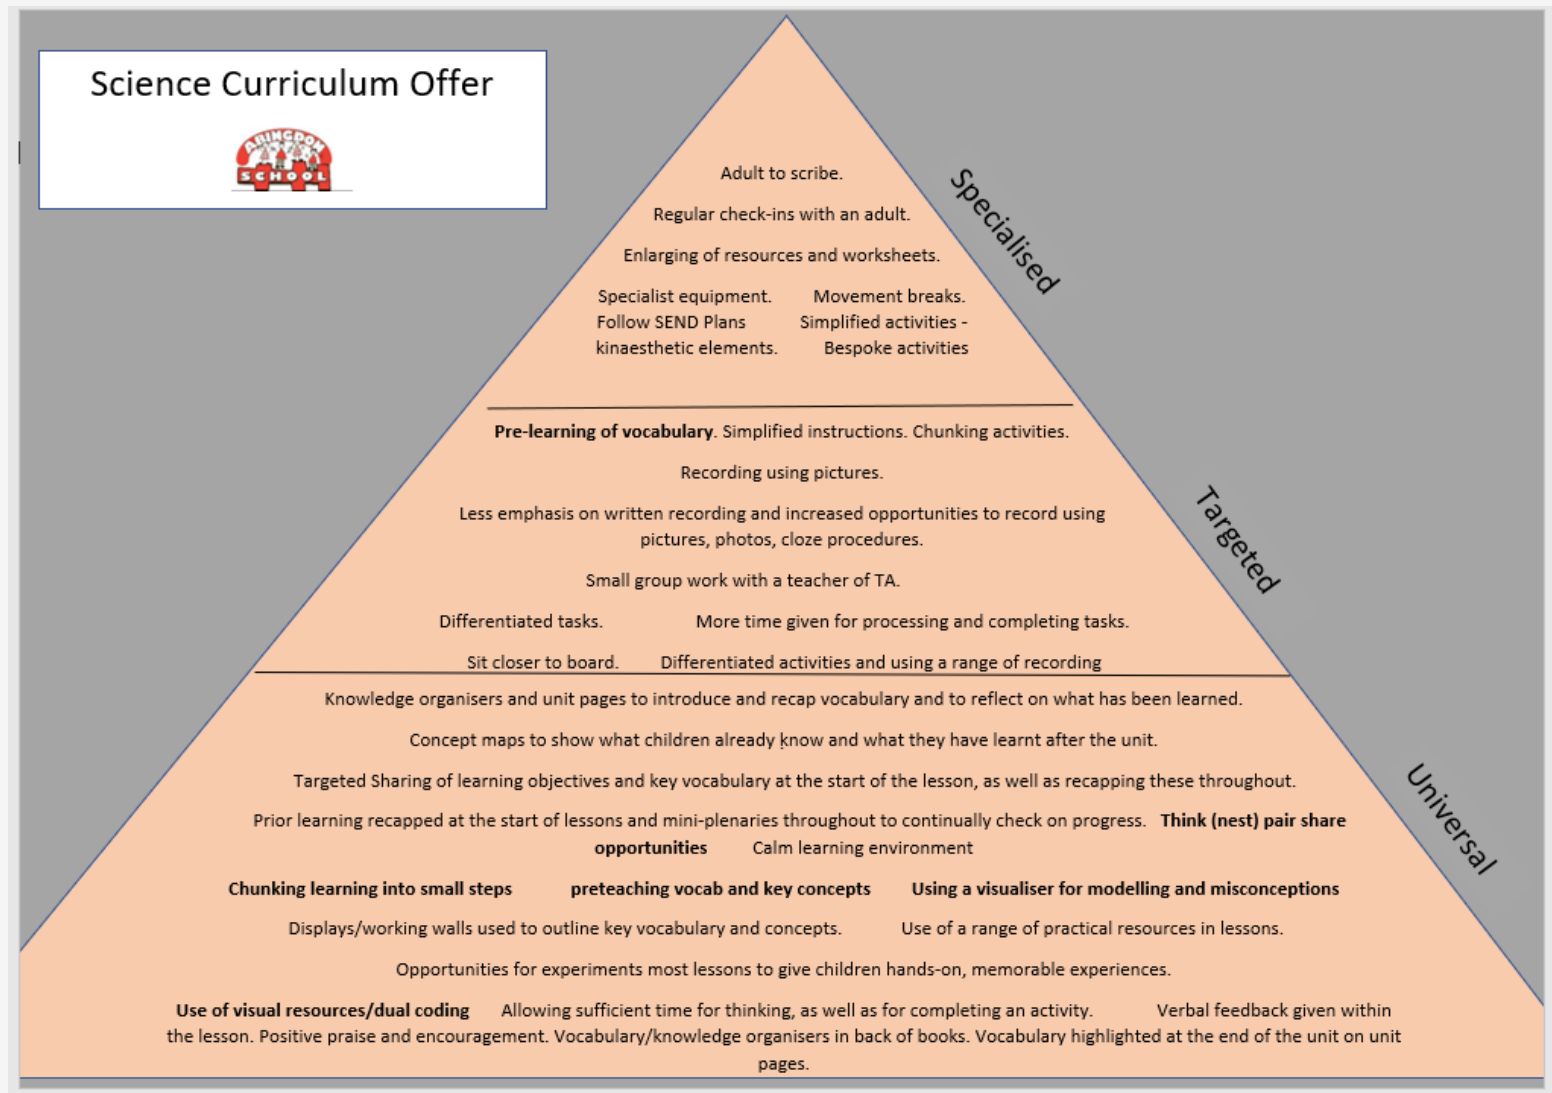 Science Curriculum Offer
ABINGDON
SCHOOL
Adult to scribe.
Regular check-ins with an adult.
Enlarging of resources and worksheets.
Specialist equipment. Movement breaks.
Follow SEND Plans Simplified activities -
kinaesthetic elements. Bespoke activities
Specialised
Pre-learning of vocabulary. Simplified instructions. Chunking activities.
Recording using pictures.
Less emphasis on written recording and increased opportunities to record using
pictures, photos, cloze procedures.
Small group work with a teacher of TA.
Differentiated tasks. More time given for processing and completing tasks.
Sit closer to board. Differentiated activities and using a range of recording
Targeted
Knowledge organisers and unit pages to introduce and recap vocabulary and to reflect on what has been learned.
Concept maps to show what children already know and what they have learnt after the unit.
Targeted Sharing of learning objectives and key vocabulary at the start of the lesson, as well as recapping these throughout.
Prior learning recapped at the start of lessons and mini-plenaries throughout to continually check on progress. Think (nest) pair share
opportunities Calm learning environment
Chunking learning into small steps preteaching vocab and key concepts Using a visualiser for modelling and misconceptions
Displays/working walls used to outline key vocabulary and concepts. Use of a range of practical resources in lessons.
Opportunities for experiments most lessons to give children hands-on, memorable experiences.
Use of visual resources/dual coding Allowing sufficient time for thinking, as well as for completing an activity. Verbal feedback given within
the lesson. Positive praise and encouragement. Vocabulary/knowledge organisers in back of books. Vocabulary highlighted at the end of the unit on unit
pages.
Universal